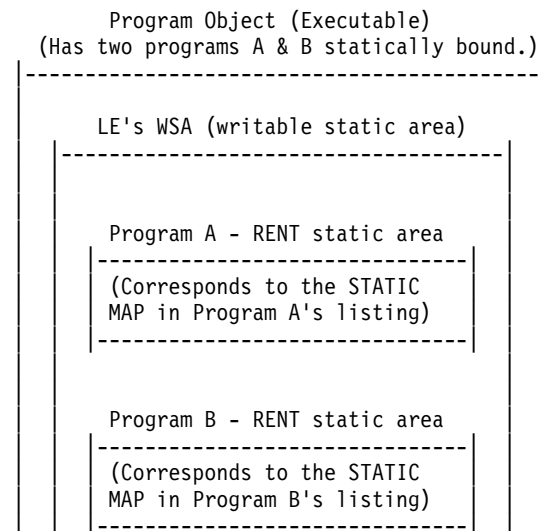 Program Object (Executable)
(Has two programs A & B statically bound.)
LE's WSA (writable static area)
Program A - RENT static area
(Corresponds to the STATIC
MAP in Program A's listing)
Program B - RENT static area
(Corresponds to the STATIC
MAP in Program B's listing)